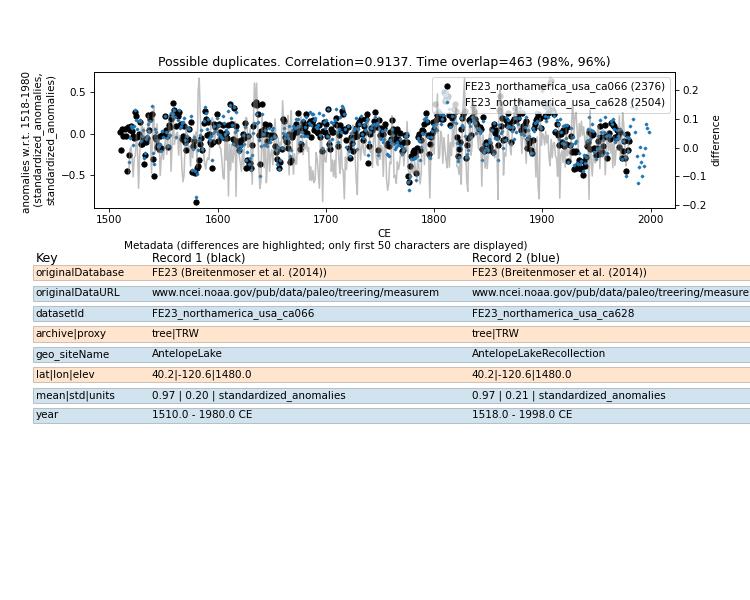 Possible duplicates. Correlation=0.9137. Time overlap=463 (98%, 96%)
anomalies w.r.t. 1518-1980
(standardized_anomalies,
standardized_anomalies)
0.5
0.0
−0.5
FE23_northamerica_usa_ca066 (2376)
FE23_northamerica_usa_ca628 (2504)
0.2
0.1
0.0
−0.1
−0.2
difference
1500 1600 1700 1800 1900 2000
CE
Metadata (differences are highlighted; only first 50 characters are displayed)
Key Record 1 (black) Record 2 (blue)
originalDatabase FE23 (Breitenmoser et al. (2014)) FE23 (Breitenmoser et al. (2014))
originalDataURL www.ncei.noaa.gov/pub/data/paleo/treering/measurem www.ncei.noaa.gov/pub/data/paleo/treering/measure
datasetId FE23_northamerica_usa_ca066 FE23_northamerica_usa_ca628
archive|proxy tree|TRW tree|TRW
geo_siteName AntelopeLake AntelopeLakeRecollection
lat|lon|elev 40.2|-120.6|1480.0 40.2|-120.6|1480.0
mean|std|units 0.97 | 0.20 | standardized_anomalies 0.97 | 0.21 | standardized_anomalies
year 1510.0 - 1980.0 CE 1518.0 - 1998.0 CE